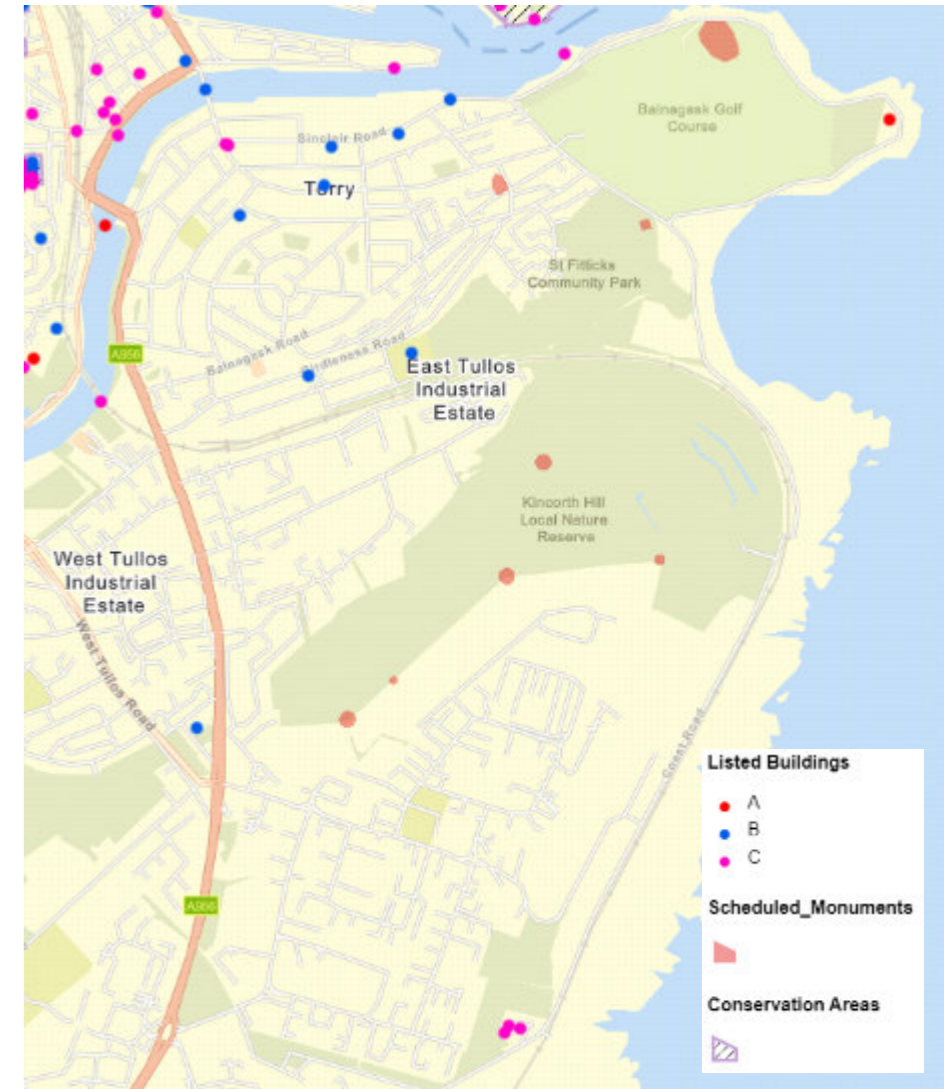 Balnagask Golf
Course
Sinclair Road
Torry
St Fitticks
Community Park
Balnagask Road
Girdleness Road
A956
East Tullos
Industrial
Estate
Kincorth Hill
Local Nature
Reserve
West Tullos
Industrial
Estate
West Tullos Road
Coast Road
A956
Listed Buildings
A
B
C
Scheduled_Monuments
Conservation Areas